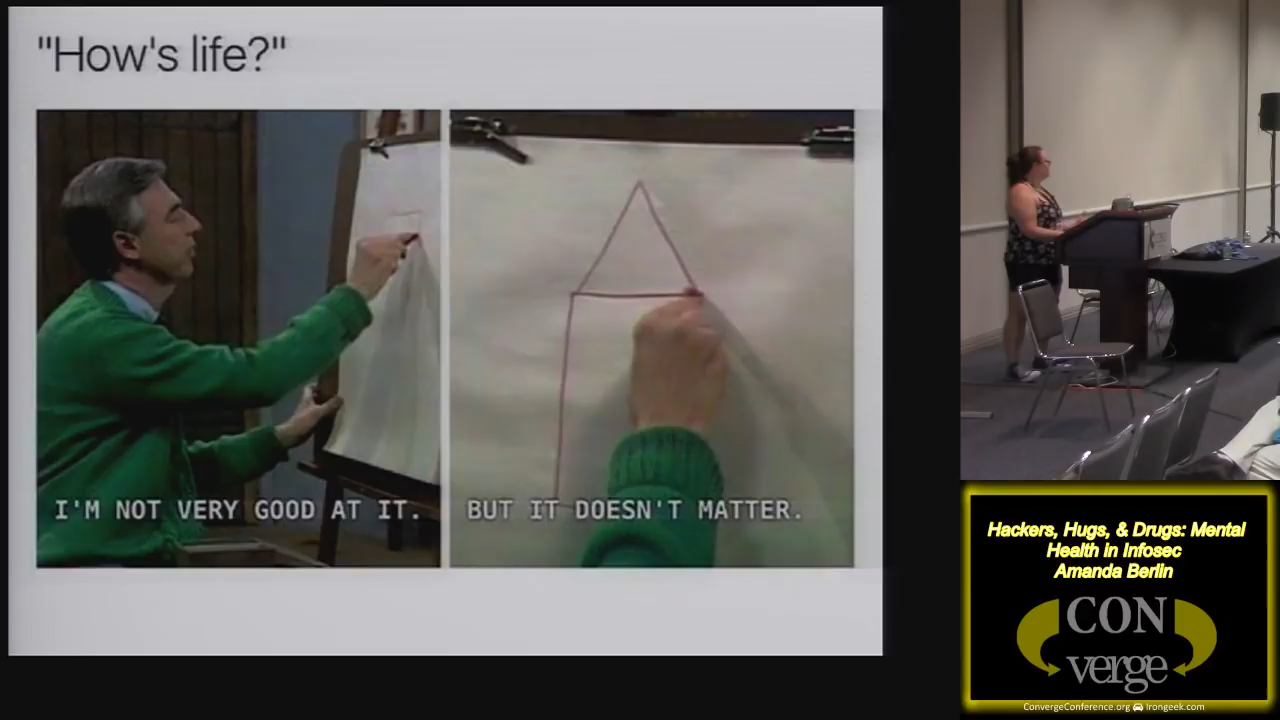 "How's life?"
I'M NOT VERY GOOD AT IT.
BUT IT DOESN'T MATTER.
Hackers, Hugs, & Drugs: Mental
Health in Infosec
Amanda Berlin
CON
verge
ConvergeConference.org Irongeek.com